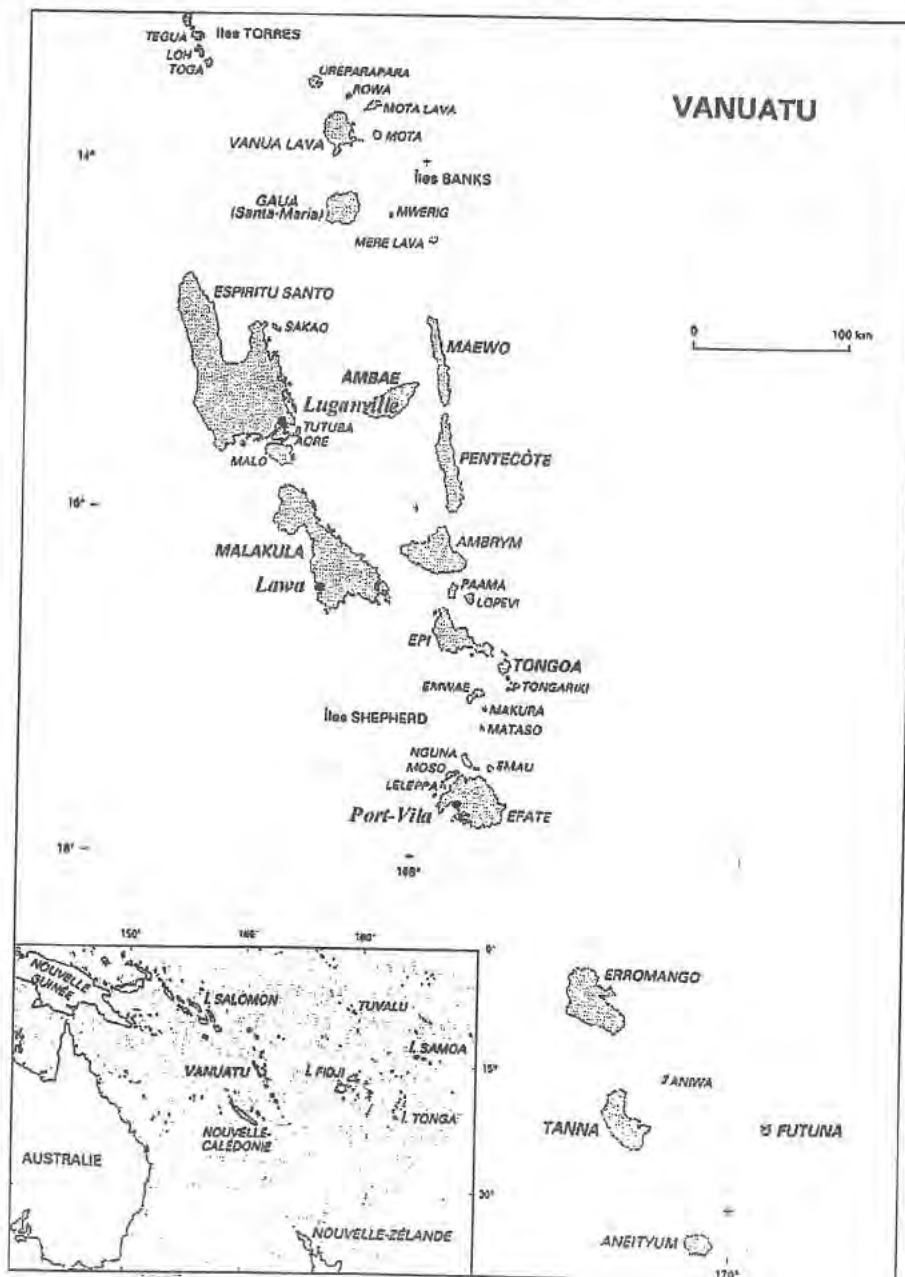 VANUATU
TEGUA
Îles TORRES
LOH
TOGA
UREPARAPARA
ROWA
MOTA LAVA
VANUA LAVA
MOTA
14°
Îles BANKS
GAUA
(Santa-Maria)
MWERIG
MERE LAVA
ESPIRITU SANTO
SAKAO
0
100 km
MAEWO
AMBAE
Luganville
TUTUBA
AORE
MALO
PENTECÔTE
16°
AMBRYM
MALAKULA
Lawa
PAAMA
LOPEVI
EPI
TONGOA
TONGARIKI
EMWAE
MAKURA
Îles SHEPHERD
MATASO
NGUNA
MOSO
EMAU
LELEPPA
Port-Vila
EFATE
18°
168°
150°
165°
180°
0°
NOUVELLE
GUINÉE
I. SALOMON
TUVALU
I. SAMOA
VANUATU
I. FIDJI
15°
I. TONGA
NOUVELLE-
CALÉDONIE
AUSTRALIE
30°
NOUVELLE-ZÉLANDE
ERROMANGO
ANIWA
TANNA
FUTUNA
ANEITYUM
170°